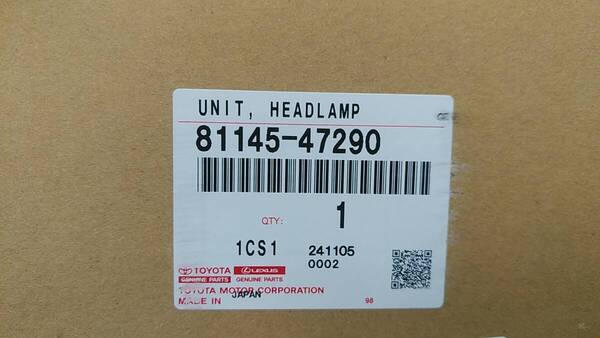 UNIT, HEADLAMP
81145-47290
QTY: 1
1CS1 241105
0002
TOYOTA LEXUS
GENUINE PARTS GENUINE PARTS
TOYOTA MOTOR CORPORATION
MADE IN JAPAN 98